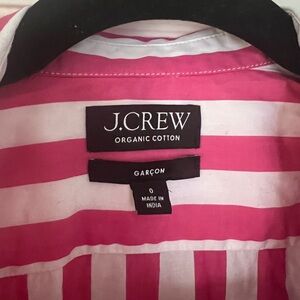 J.CREW
ORGANIC COTTON
GARÇON
0
MADE IN
INDIA